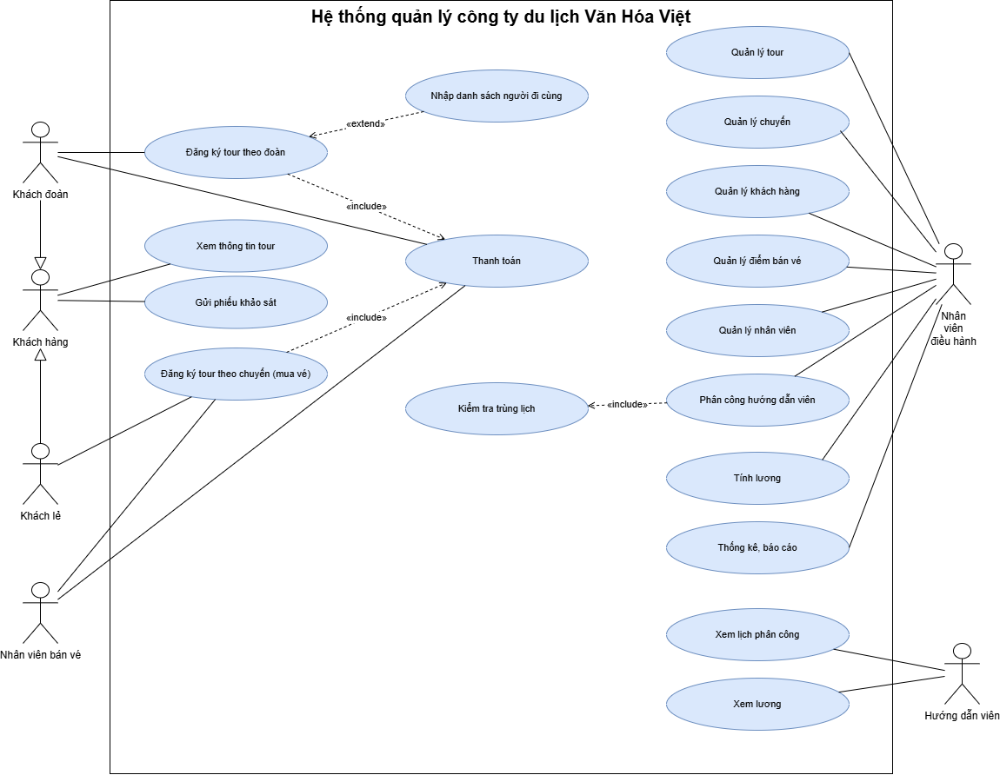 Hệ thống quản lý công ty du lịch Văn Hóa Việt
Quản lý tour
Nhập danh sách người đi cùng
Quản lý chuyến
«extend»
Đăng ký tour theo đoàn
Khách đoàn
Quản lý khách hàng
«include»
Xem thông tin tour
Thanh toán
Quản lý điểm bán vé
Gửi phiếu khảo sát
Khách hàng
«include»
Quản lý nhân viên
Nhân
viên
điều hành
Đăng ký tour theo chuyến (mua vé)
Kiểm tra trùng lịch
«include»
Phân công hướng dẫn viên
Tính lương
Khách lẻ
Thống kê, báo cáo
Xem lịch phân công
Nhân viên bán vé
Xem lương
Hướng dẫn viên